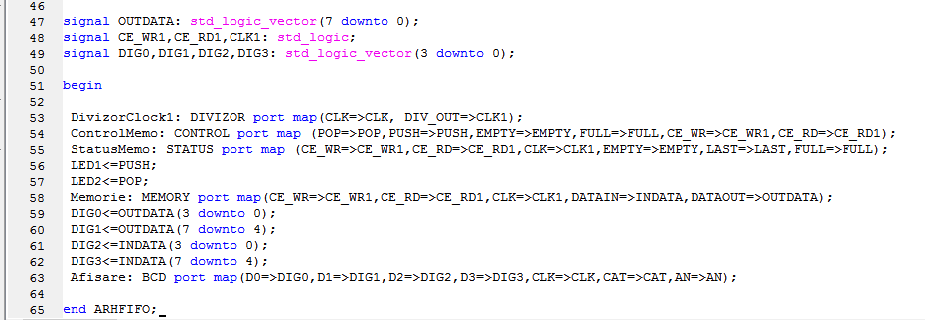 46
47 signal OUTDATA: std_logic_vector(7 downto 0);
48 signal CE_WR1,CE_RD1,CLK1: std_logic;
49 signal DIG0,DIG1,DIG2,DIG3: std_logic_vector(3 downto 0);
50
51 begin
52
53 DivizorClock1: DIVIZOR port map(CLK=>CLK, DIV_OUT=>CLK1);
54 ControlMemo: CONTROL port map (POP=>POP,PUSH=>PUSH,EMPTY=>EMPTY,FULL=>FULL,CE_WR=>CE_WR1,CE_RD=>CE_RD1);
55 StatusMemo: STATUS port map (CE_WR=>CE_WR1,CE_RD=>CE_RD1,CLK=>CLK1,EMPTY=>EMPTY,LAST=>LAST,FULL=>FULL);
56 LED1<=PUSH;
57 LED2<=POP;
58 Memorie: MEMORY port map(CE_WR=>CE_WR1,CE_RD=>CE_RD1,CLK=>CLK1,DATAIN=>INDATA,DATAOUT=>OUTDATA);
59 DIG0<=OUTDATA(3 downto 0);
60 DIG1<=OUTDATA(7 downto 4);
61 DIG2<=INDATA(3 downto 0);
62 DIG3<=INDATA(7 downto 4);
63 Afisare: BCD port map(D0=>DIG0,D1=>DIG1,D2=>DIG2,D3=>DIG3,CLK=>CLK,CAT=>CAT,AN=>AN);
64
65 end ARHFIFO;